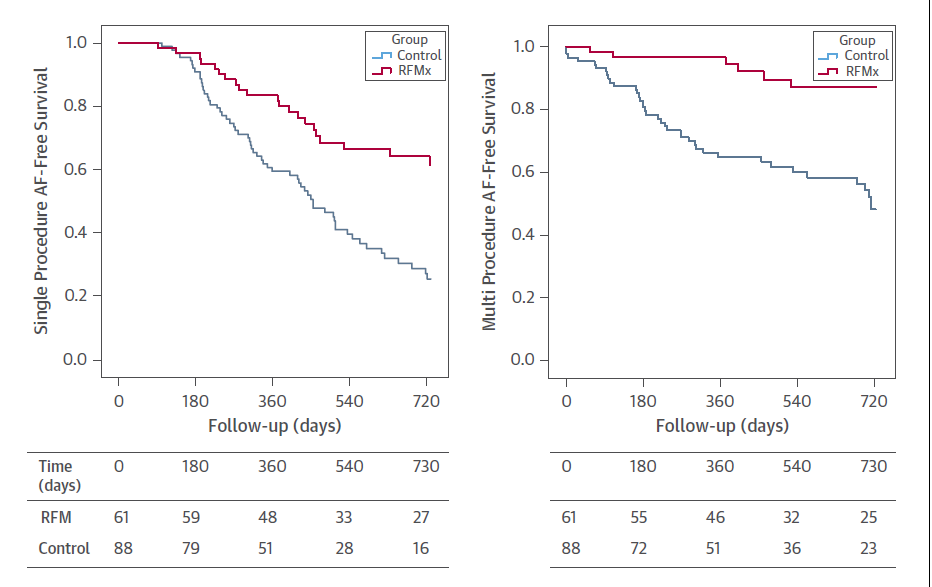 Single Procedure AF-Free Survival
1.0
0.8
0.6
0.4
0.2
0.0
Group
Control
RFMx
0 180 360 540 720
Follow-up (days)
Multi Procedure AF-Free Survival
1.0
0.8
0.6
0.4
0.2
0.0
Group
Control
RFMx
0 180 360 540 720
Follow-up (days)
Time 0 180 360 540 730
(days)
RFM 61 59 48 33 27
Control 88 79 51 28 16
0 180 360 540 730
61 55 46 32 25
88 72 51 36 23